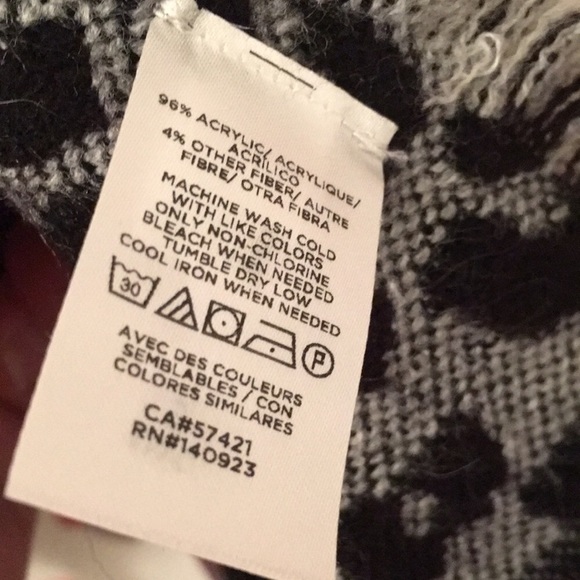 96% ACRYLIC/ ACRYLIQUE/
ACRÍLICO
4% OTHER FIBER/ AUTRE
FIBRE/ OTRA FIBRA
MACHINE WASH COLD
WITH LIKE COLORS
ONLY NON-CHLORINE
BLEACH WHEN NEEDED
TUMBLE DRY LOW
COOL IRON WHEN NEEDED
30 P
AVEC DES COULEURS
SEMBLABLES / CON
COLORES SIMILARES
CA#57421
RN#140923